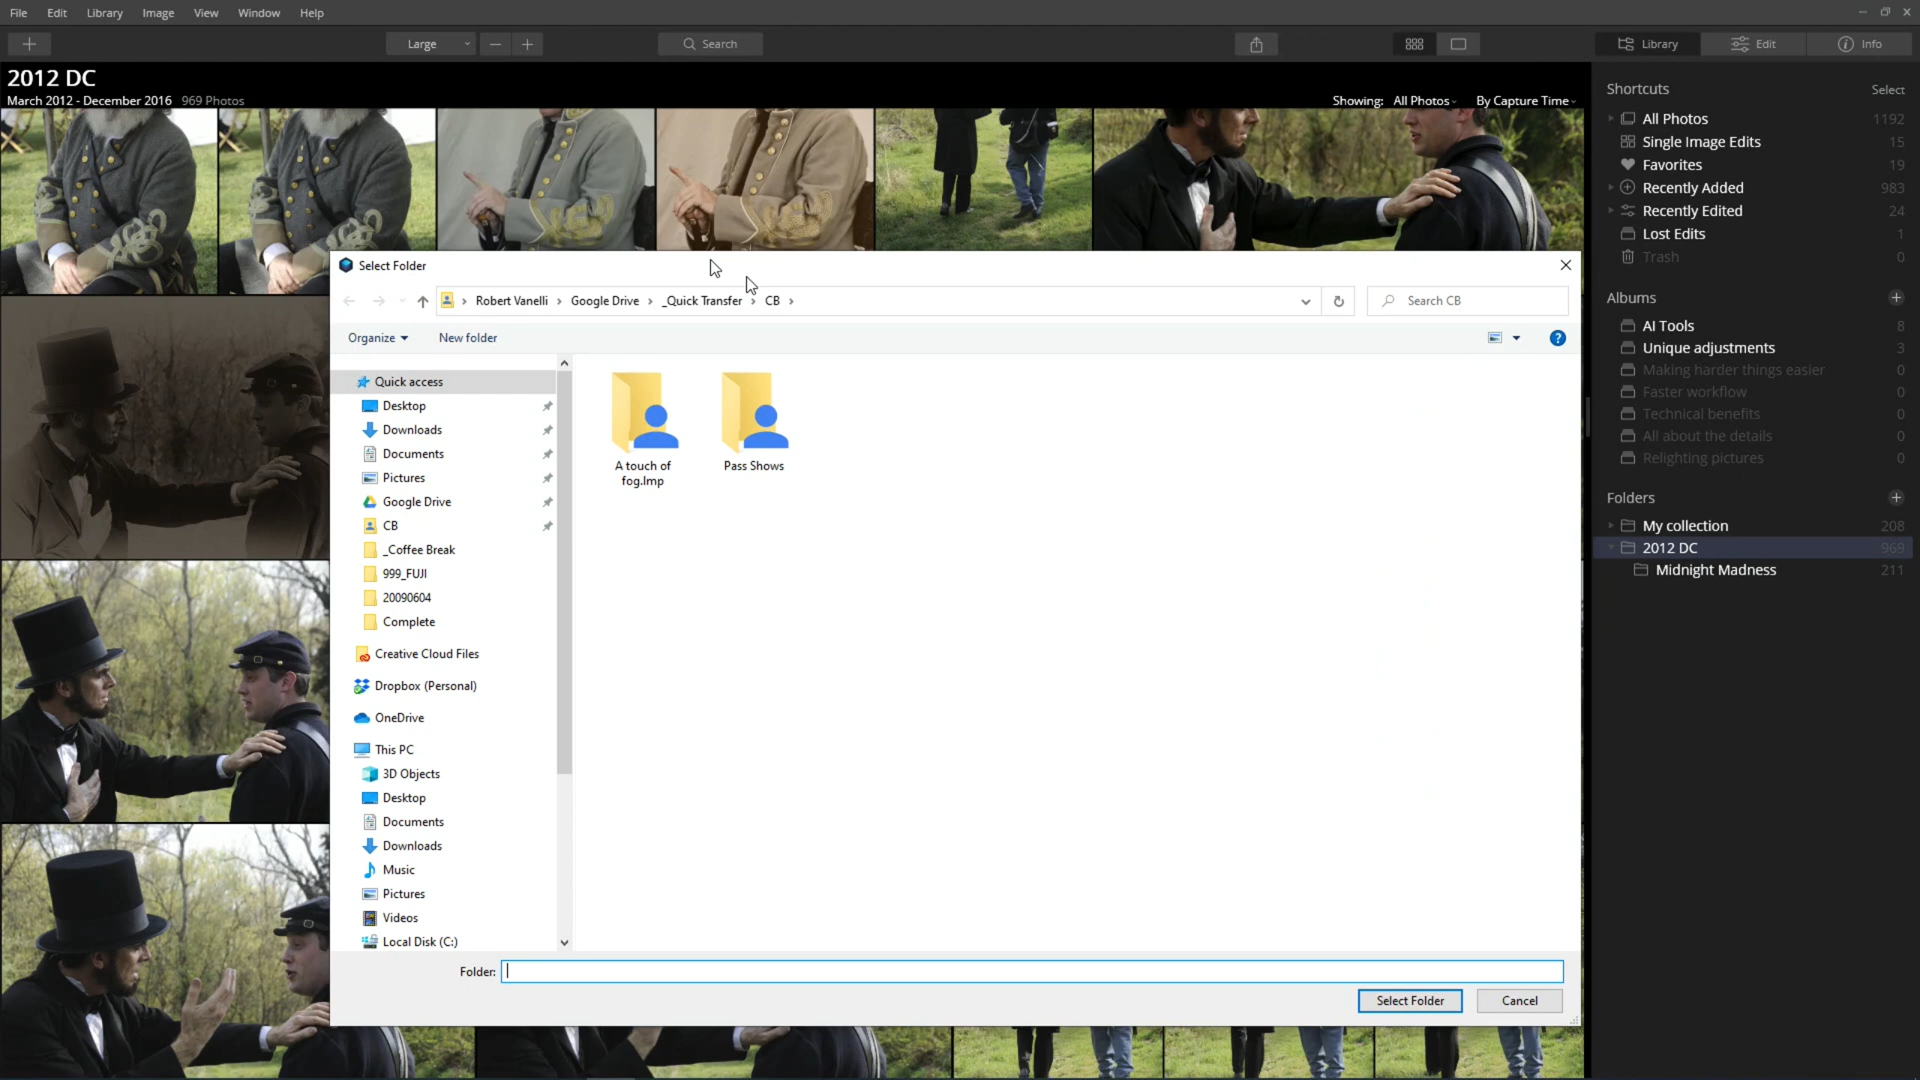 File Edit Library Image View Window Help
Large Search Library Edit Info
2012 DC
March 2012 - December 2016 969 Photos
Showing: All Photos By Capture Time
Shortcuts Select
All Photos 1192
Single Image Edits 15
Favorites 19
Recently Added 983
Recently Edited 24
Lost Edits 1
Trash 0
Albums
AI Tools 8
Unique adjustments 3
Making harder things easier 0
Faster workflow 0
Technical benefits 0
All about the details 0
Relighting pictures 0
Folders
My collection 208
2012 DC 969
Midnight Madness 211
Select Folder
Robert Vanelli Google Drive _Quick Transfer CB
Search CB
Organize New folder
Quick access
Desktop
Downloads
Documents
Pictures
Google Drive
CB
_Coffee Break
999_FUJI
20090604
Complete
Creative Cloud Files
Dropbox (Personal)
OneDrive
This PC
3D Objects
Desktop
Documents
Downloads
Music
Pictures
Videos
Local Disk (C:)
A touch of
fog.lmp
Pass Shows
Folder:
Select Folder Cancel